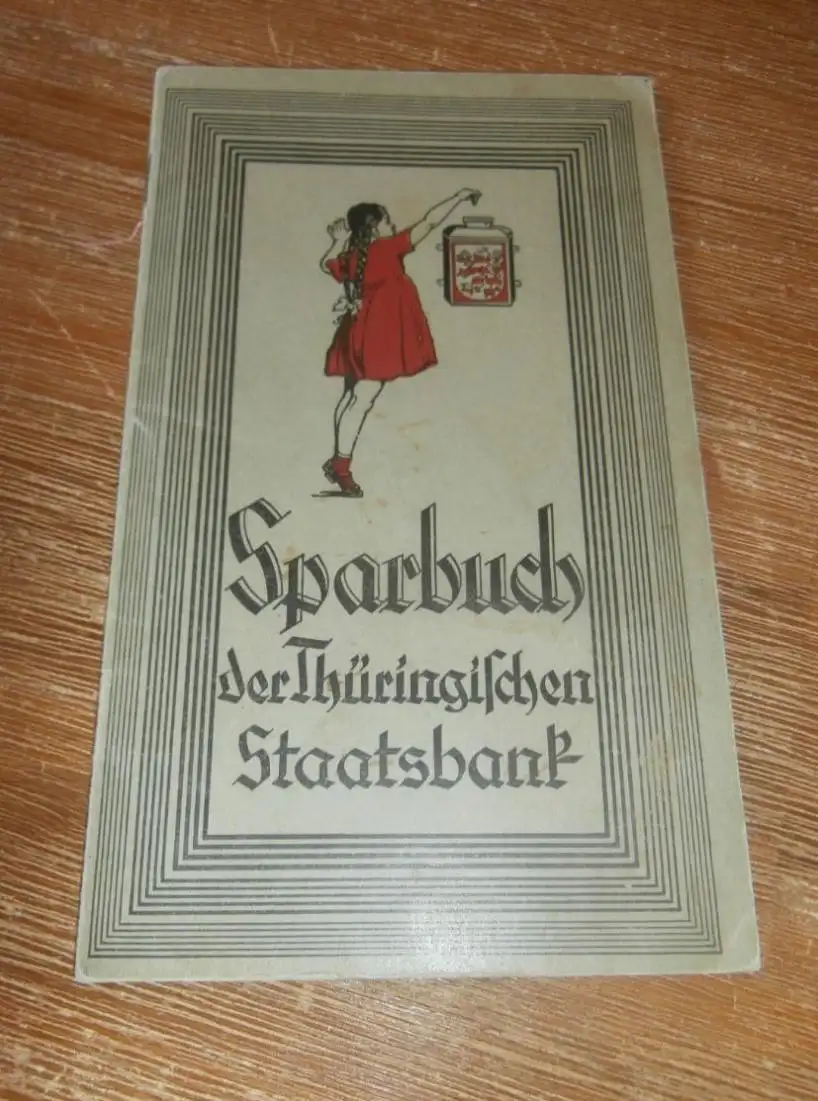 Sparbuch
der Thüringiſchen
Staatsbank